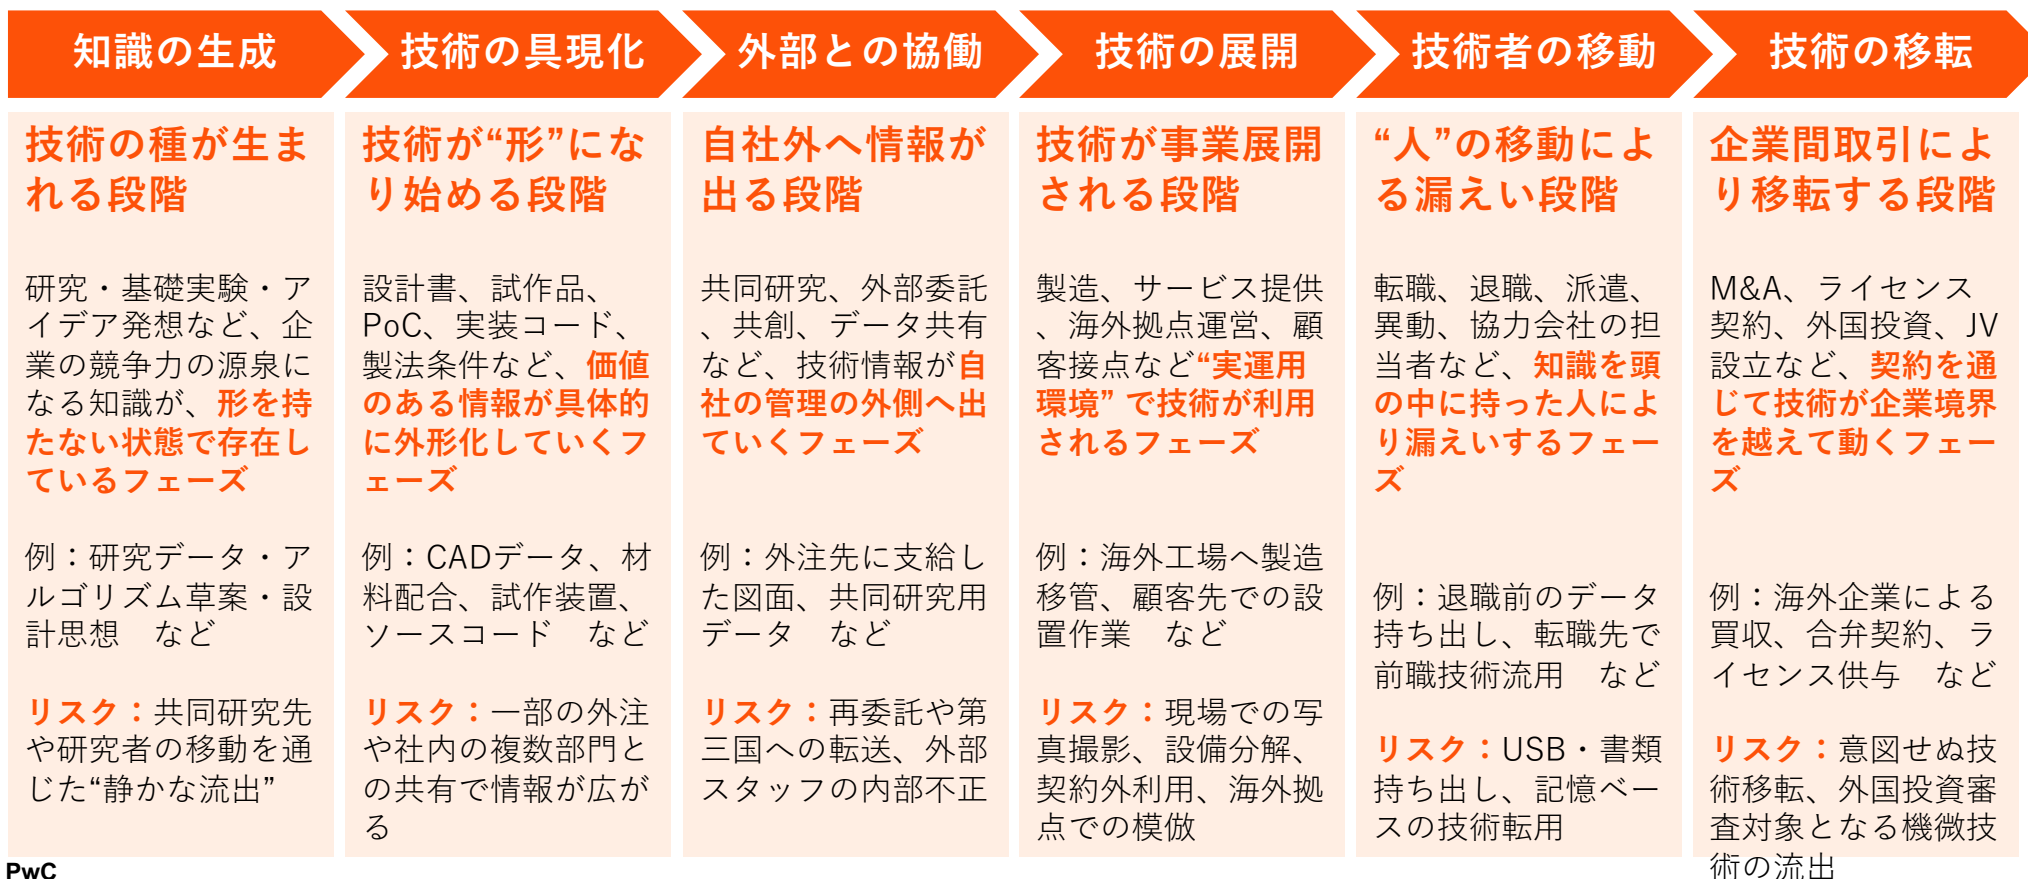 知識の生成
技術の具現化
外部との協働
技術の展開
技術者の移動
技術の移転
技術の種が生ま
れる段階
研究・基礎実験・ア
イデア発想など、企
業の競争力の源泉に
なる知識が、形を持
たない状態で存在し
ているフェーズ
例：研究データ・ア
ルゴリズム草案・設
計思想　など
リスク：共同研究先
や研究者の移動を通
じた“静かな流出”
技術が“形”にな
り始める段階
設計書、試作品、
PoC、実装コード、
製法条件など、価値
のある情報が具体的
に外形化していくフ
ェーズ
例：CADデータ、材
料配合、試作装置、
ソースコード　など
リスク：一部の外注
や社内の複数部門と
の共有で情報が広が
る
自社外へ情報が
出る段階
共同研究、外部委託
、共創、データ共有
など、技術情報が自
社の管理の外側へ出
ていくフェーズ
例：外注先に支給し
た図面、共同研究用
データ　など
リスク：再委託や第
三国への転送、外部
スタッフの内部不正
技術が事業展開
される段階
製造、サービス提供
、海外拠点運営、顧
客接点など“実運用
環境” で技術が利用
されるフェーズ
例：海外工場へ製造
移管、顧客先での設
置作業　など
リスク：現場での写
真撮影、設備分解、
契約外利用、海外拠
点での模倣
“人”の移動によ
る漏えい段階
転職、退職、派遣、
異動、協力会社の担
当者など、知識を頭
の中に持った人によ
り漏えいするフェー
ズ
例：退職前のデータ
持ち出し、転職先で
前職技術流用　など
リスク：USB・書類
持ち出し、記憶ベー
スの技術転用
企業間取引によ
り移転する段階
M&A、ライセンス
契約、外国投資、JV
設立など、契約を通
じて技術が企業境界
を越えて動くフェー
ズ
例：海外企業による
買収、合弁契約、ラ
イセンス供与　など
リスク：意図せぬ技
術移転、外国投資審
査対象となる機微技
術の流出
PwC